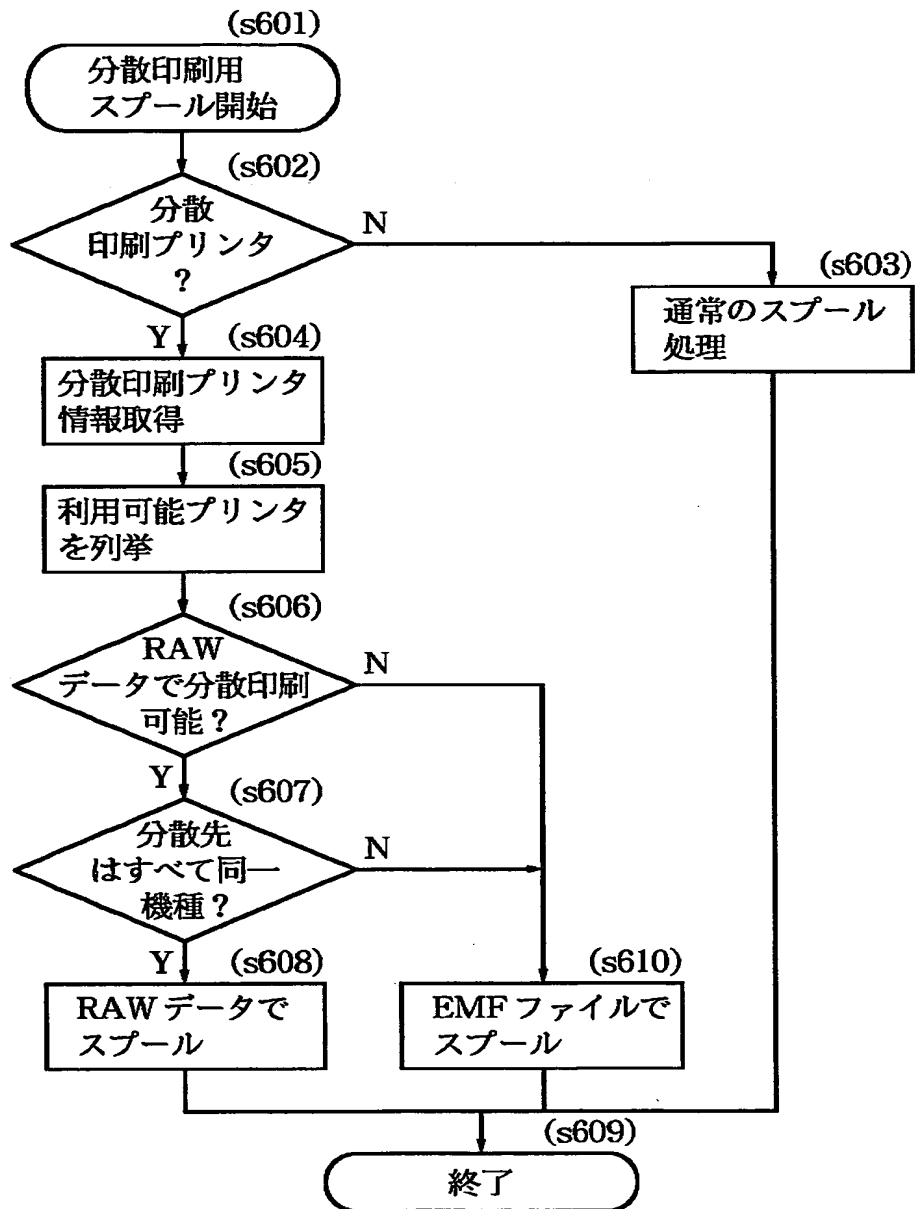 (s601)
分散印刷用
スプール開始
(s602)
分散
印刷プリンタ
?
N
Y
(s603)
通常のスプール
処理
(s604)
分散印刷プリンタ
情報取得
(s605)
利用可能プリンタ
を列挙
(s606)
RAW
データで分散印刷
可能?
N
Y
(s607)
分散先
はすべて同一
機種?
N
Y
(s608)
RAWデータで
スプール
(s610)
EMFファイルで
スプール
(s609)
終了